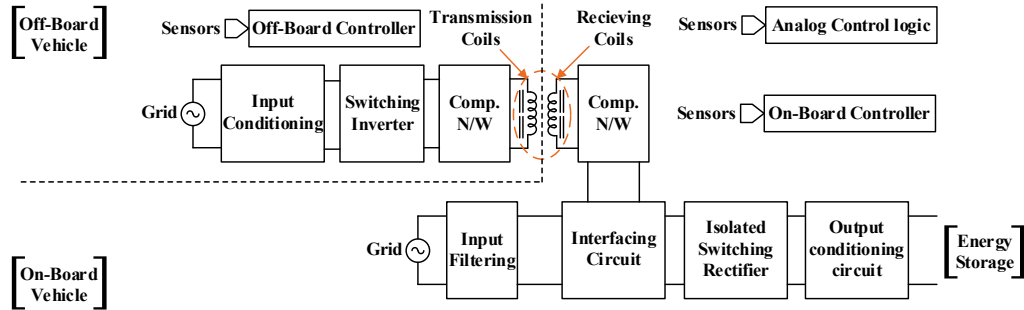 Off-Board
Vehicle
Sensors
Off-Board Controller
Transmission
Coils
Recieving
Coils
Sensors
Analog Control logic
Grid
Input
Conditioning
Switching
Inverter
Comp.
N/W
Comp.
N/W
Sensors
On-Board Controller
Grid
Input
Filtering
Interfacing
Circuit
Isolated
Switching
Rectifier
Output
conditioning
circuit
Energy
Storage
On-Board
Vehicle